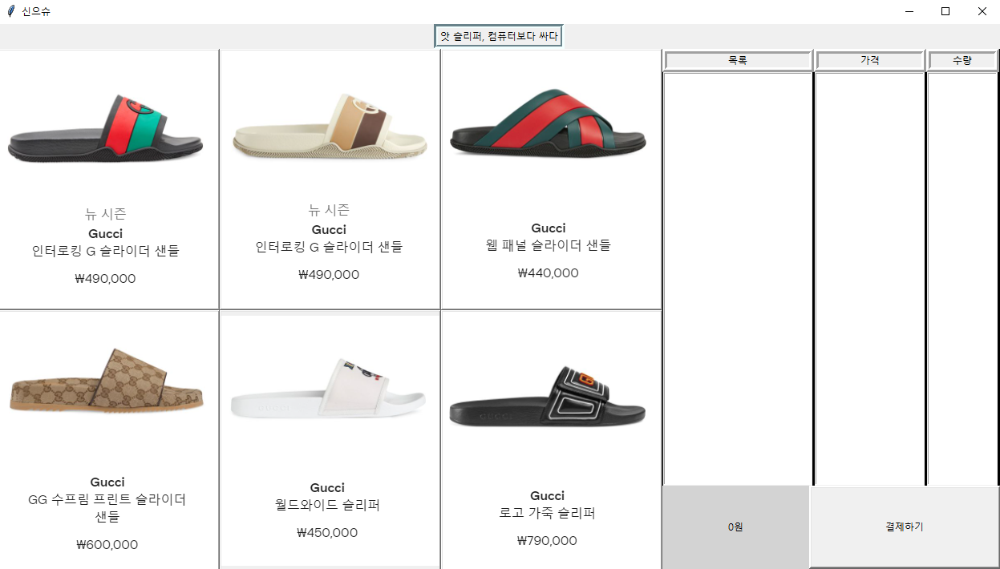 신으슈
앗 슬리퍼, 컴퓨터보다 싸다
뉴 시즌
Gucci
인터로킹 G 슬라이더 샌들
₩490,000
뉴 시즌
Gucci
인터로킹 G 슬라이더 샌들
₩490,000
Gucci
웹 패널 슬라이더 샌들
₩440,000
Gucci
GG 수프림 프린트 슬라이더
샌들
₩600,000
Gucci
월드와이드 슬리퍼
₩450,000
GUCCI
Gucci
로고 가죽 슬리퍼
₩790,000
목록
가격
수량
0원
결제하기